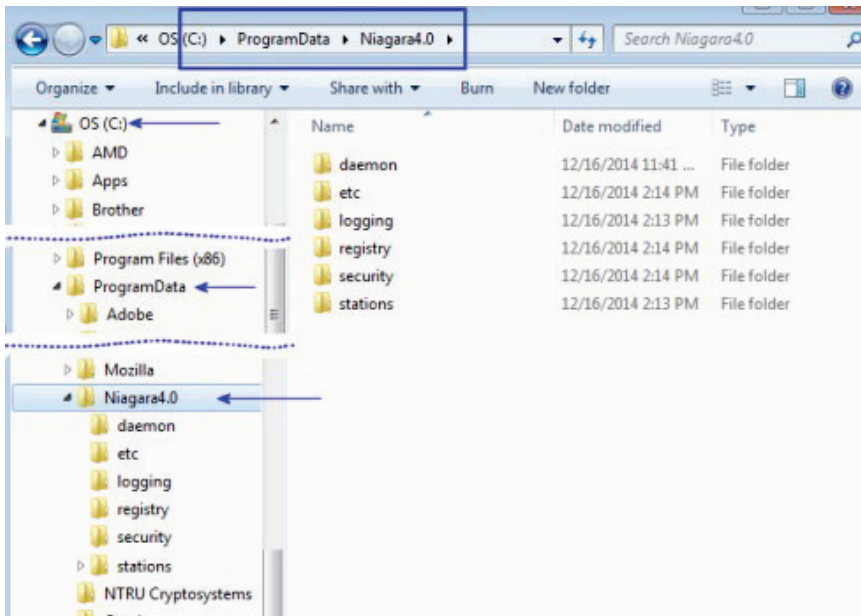 « OS (C:) ▸ ProgramData ▸ Niagara4.0 ▸ Search Niagara4.0
Organize Include in library Share with Burn New folder
OS (C:)
AMD
Apps
Brother
Program Files (x86)
ProgramData
Adobe
Mozilla
Niagara4.0
daemon
etc
logging
registry
security
stations
NTRU Cryptosystems
Name Date modified Type
daemon 12/16/2014 11:41 ... File folder
etc 12/16/2014 2:14 PM File folder
logging 12/16/2014 2:13 PM File folder
registry 12/16/2014 2:14 PM File folder
security 12/16/2014 2:14 PM File folder
stations 12/16/2014 2:13 PM File folder